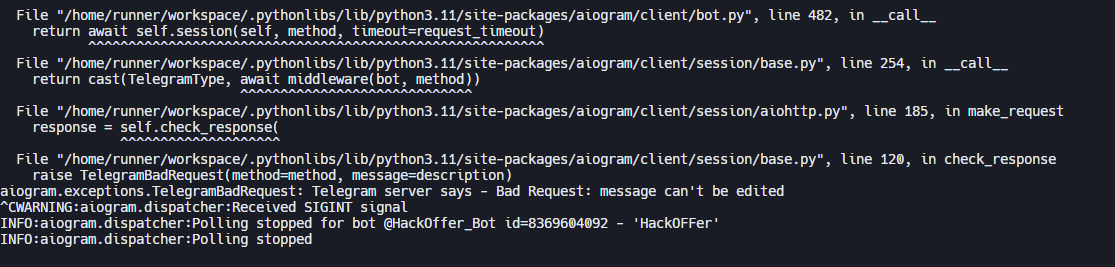 File "/home/runner/workspace/.pythonlibs/lib/python3.11/site-packages/aiogram/client/bot.py", line 482, in __call__
return await self.session(self, method, timeout=request_timeout)
^^^^^^^^^^^^^^^^^^^^^^^^^^^^^^^^^^^^^^^^^^^^^^^^^^^^^^^^^
File "/home/runner/workspace/.pythonlibs/lib/python3.11/site-packages/aiogram/client/session/base.py", line 254, in __call__
return cast(TelegramType, await middleware(bot, method))
^^^^^^^^^^^^^^^^^^^^^^^^^^^^^
File "/home/runner/workspace/.pythonlibs/lib/python3.11/site-packages/aiogram/client/session/aiohttp.py", line 185, in make_request
response = self.check_response(
^^^^^^^^^^^^^^^^^^^^
File "/home/runner/workspace/.pythonlibs/lib/python3.11/site-packages/aiogram/client/session/base.py", line 120, in check_response
raise TelegramBadRequest(method=method, message=description)
aiogram.exceptions.TelegramBadRequest: Telegram server says - Bad Request: message can't be edited
^CWARNING:aiogram.dispatcher:Received SIGINT signal
INFO:aiogram.dispatcher:Polling stopped for bot @HackOffer_Bot id=8369604092 - 'HackOFFer'
INFO:aiogram.dispatcher:Polling stopped